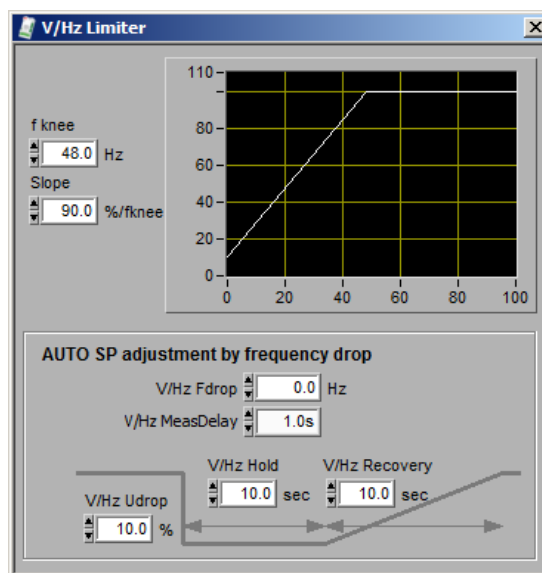 V/Hz Limiter
f knee
48.0 Hz
Slope
90.0 %/fknee
110
80
60
40
20
0
0 20 40 60 80 100
AUTO SP adjustment by frequency drop
V/Hz Fdrop 0.0 Hz
V/Hz MeasDelay 1.0s
V/Hz Hold V/Hz Recovery
10.0 sec 10.0 sec
V/Hz Udrop
10.0 %